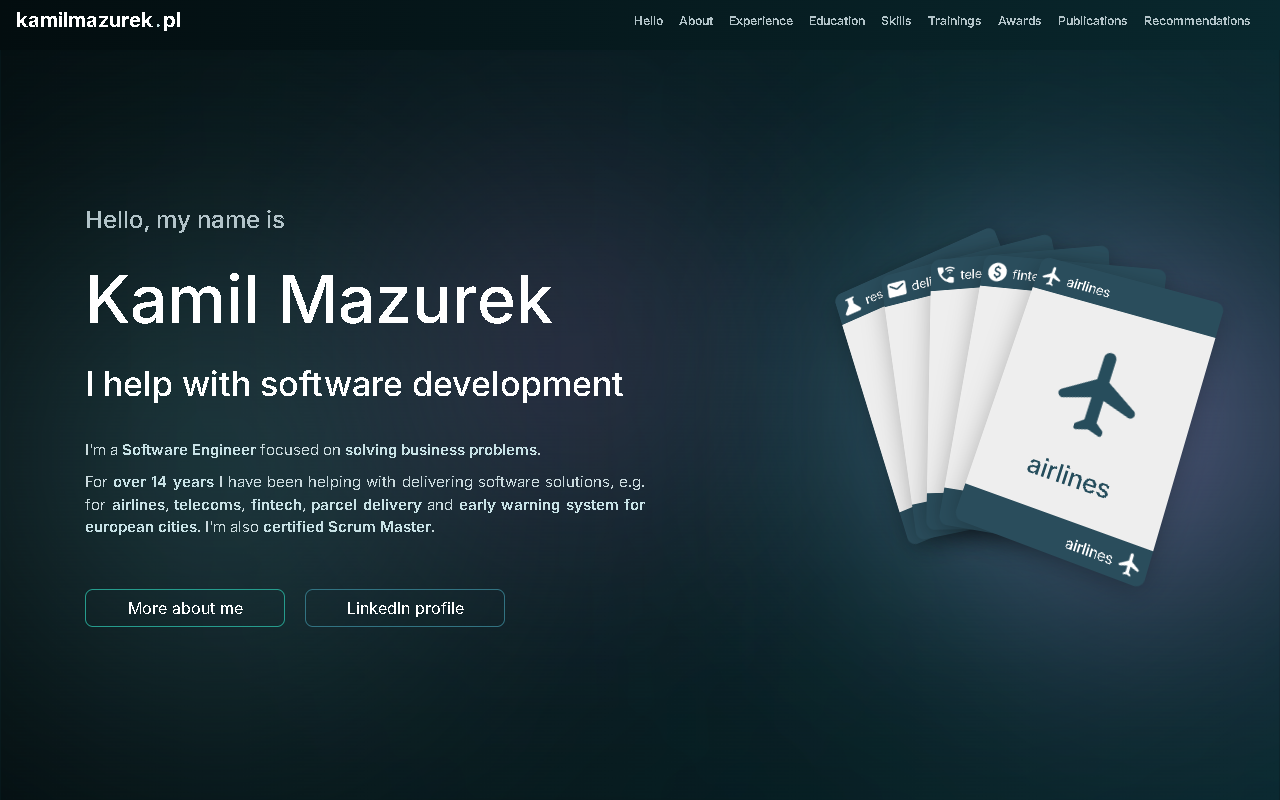 kamilmazurek.pl
Hello About Experience Education Skills Trainings Awards Publications Recommendations
Hello, my name is
Kamil Mazurek
I help with software development
I'm a Software Engineer focused on solving business problems.
For over 14 years I have been helping with delivering software solutions, e.g.
for airlines, telecoms, fintech, parcel delivery and early warning system for
european cities. I'm also certified Scrum Master.
More about me
LinkedIn profile
res
deli
tele
finte
airlines
airlines
airlines